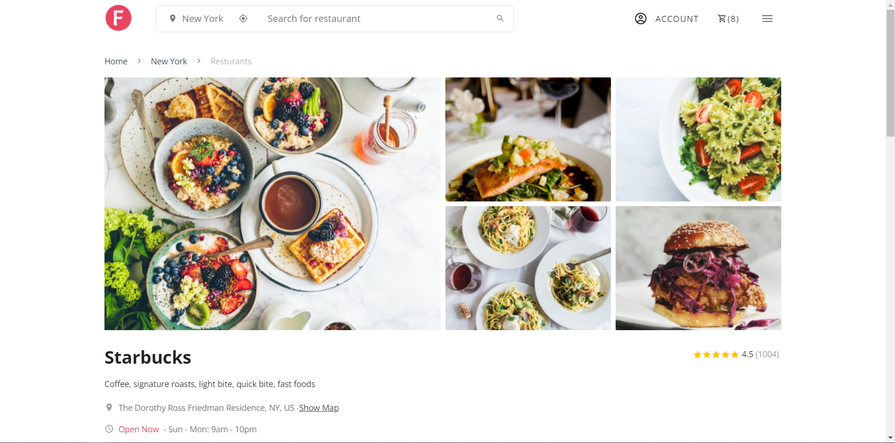 F New York Search for restaurant ACCOUNT (8)
Home > New York > Resturants
Starbucks
4.5 (1004)
Coffee, signature roasts, light bite, quick bite, fast foods
The Dorothy Ross Friedman Residence, NY, US -Show Map
Open Now - Sun - Mon: 9am - 10pm